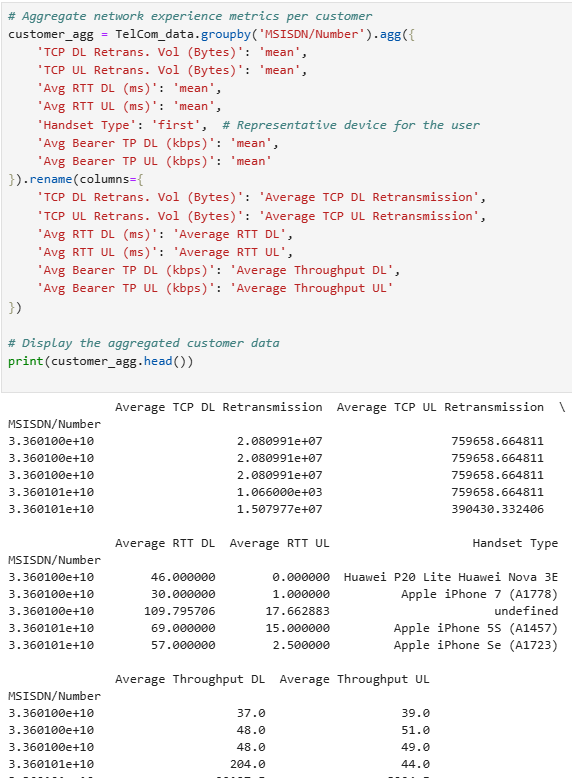 # Aggregate network experience metrics per customer
customer_agg = TelCom_data.groupby('MSISDN/Number').agg({
    'TCP DL Retrans. Vol (Bytes)': 'mean',
    'TCP UL Retrans. Vol (Bytes)': 'mean',
    'Avg RTT DL (ms)': 'mean',
    'Avg RTT UL (ms)': 'mean',
    'Handset Type': 'first',  # Representative device for the user
    'Avg Bearer TP DL (kbps)': 'mean',
    'Avg Bearer TP UL (kbps)': 'mean'
}).rename(columns={
    'TCP DL Retrans. Vol (Bytes)': 'Average TCP DL Retransmission',
    'TCP UL Retrans. Vol (Bytes)': 'Average TCP UL Retransmission',
    'Avg RTT DL (ms)': 'Average RTT DL',
    'Avg RTT UL (ms)': 'Average RTT UL',
    'Avg Bearer TP DL (kbps)': 'Average Throughput DL',
    'Avg Bearer TP UL (kbps)': 'Average Throughput UL'
})
# Display the aggregated customer data
print(customer_agg.head())
               Average TCP DL Retransmission  Average TCP UL Retransmission  \
MSISDN/Number
3.360100e+10                    2.080991e+07                  759658.664811
3.360100e+10                    2.080991e+07                  759658.664811
3.360100e+10                    2.080991e+07                  759658.664811
3.360101e+10                    1.066000e+03                  759658.664811
3.360101e+10                    1.507977e+07                  390430.332406
               Average RTT DL  Average RTT UL                    Handset Type
MSISDN/Number
3.360100e+10        46.000000        0.000000  Huawei P20 Lite Huawei Nova 3E
3.360100e+10        30.000000        1.000000          Apple iPhone 7 (A1778)
3.360100e+10       109.795706       17.662883                       undefined
3.360101e+10        69.000000       15.000000         Apple iPhone 5S (A1457)
3.360101e+10        57.000000        2.500000         Apple iPhone Se (A1723)
               Average Throughput DL  Average Throughput UL
MSISDN/Number
3.360100e+10                    37.0                   39.0
3.360100e+10                    48.0                   51.0
3.360100e+10                    48.0                   49.0
3.360101e+10                   204.0                   44.0